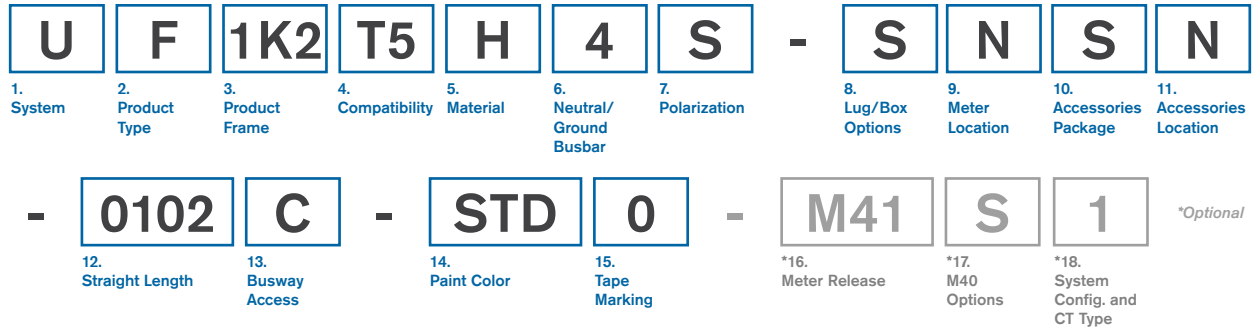 U F 1K2 T5 H 4 S - S N S N
1. 2. 3. 4. 5. 6. 7. 8. 9. 10. 11.
System Product Product Compatibility Material Neutral/ Polarization Lug/Box Meter Accessories Accessories
Type Frame Ground Options Location Package Location
Busbar
- 0102 C - STD 0 - M41 S 1 *Optional
12. 13. 14. 15. *16. *17. *18.
Straight Length Busway Paint Color Tape Meter Release M40 System
Access Marking Options Config. and
CT Type